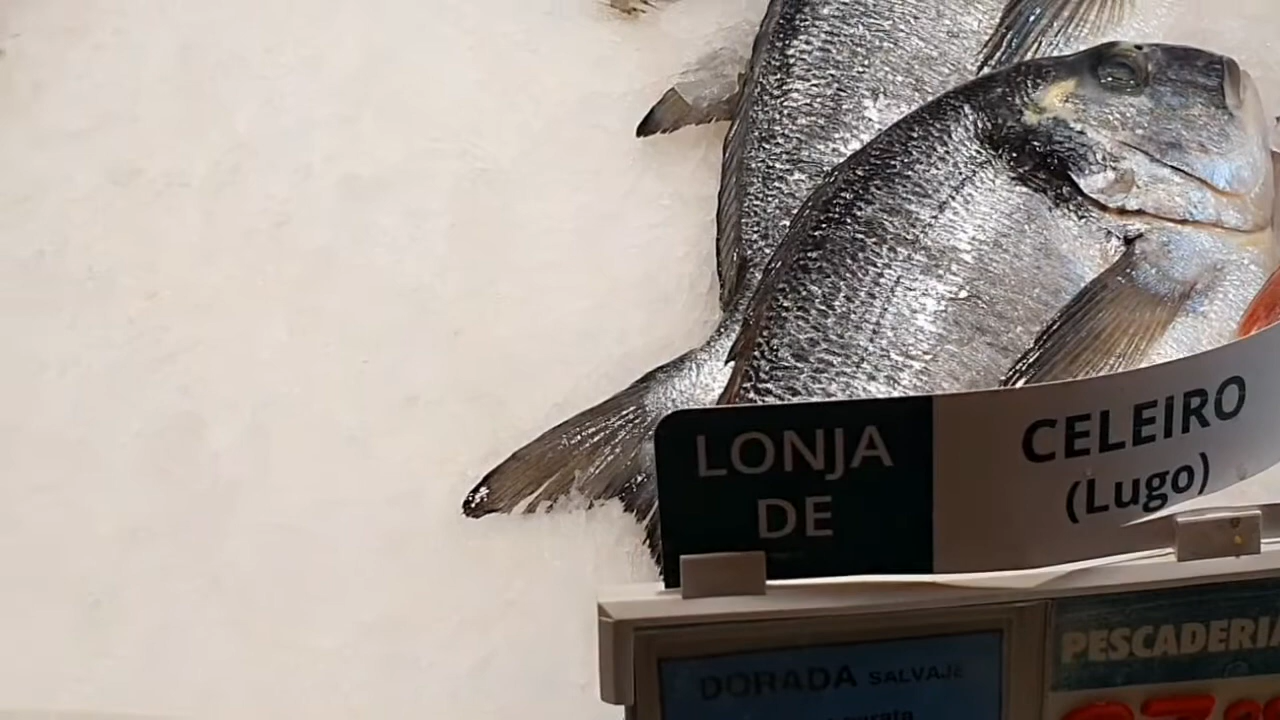 LONJA
DE
CELEIRO
(Lugo)
DORADA SALVAJE
PESCADERIA